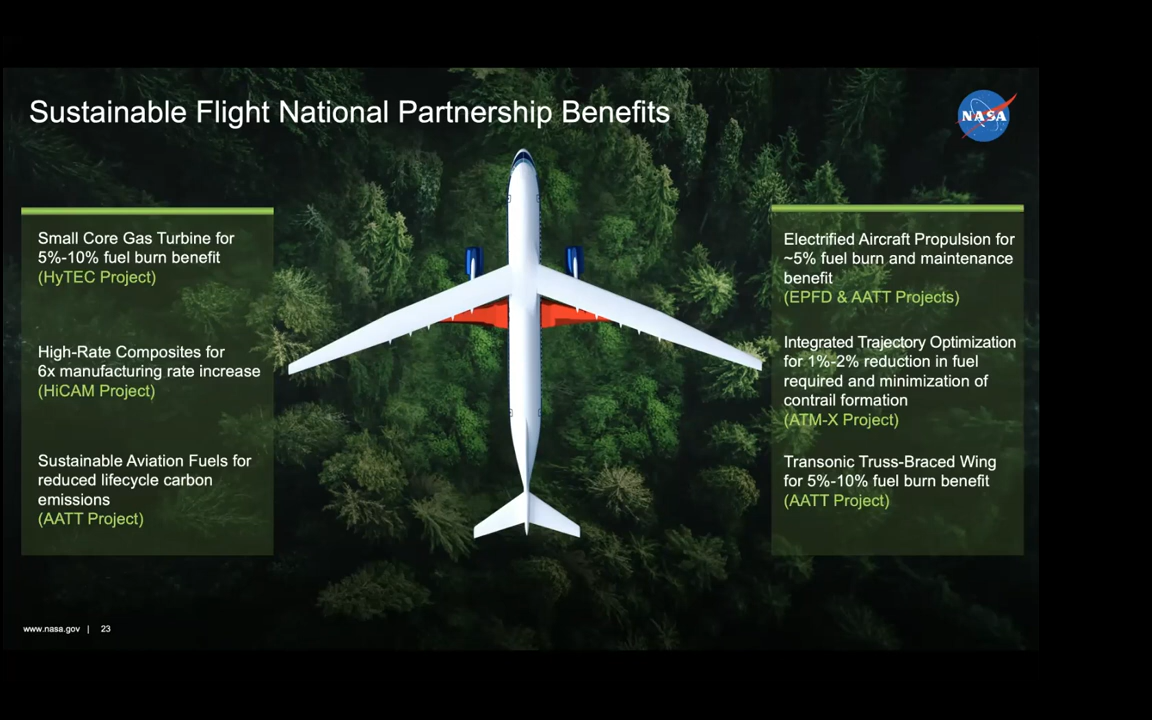 Sustainable Flight National Partnership Benefits
NASA
Small Core Gas Turbine for
5%-10% fuel burn benefit
(HyTEC Project)
High-Rate Composites for
6x manufacturing rate increase
(HiCAM Project)
Sustainable Aviation Fuels for
reduced lifecycle carbon
emissions
(AATT Project)
Electrified Aircraft Propulsion for
~5% fuel burn and maintenance
benefit
(EPFD & AATT Projects)
Integrated Trajectory Optimization
for 1%-2% reduction in fuel
required and minimization of
contrail formation
(ATM-X Project)
Transonic Truss-Braced Wing
for 5%-10% fuel burn benefit
(AATT Project)
www.nasa.gov | 23